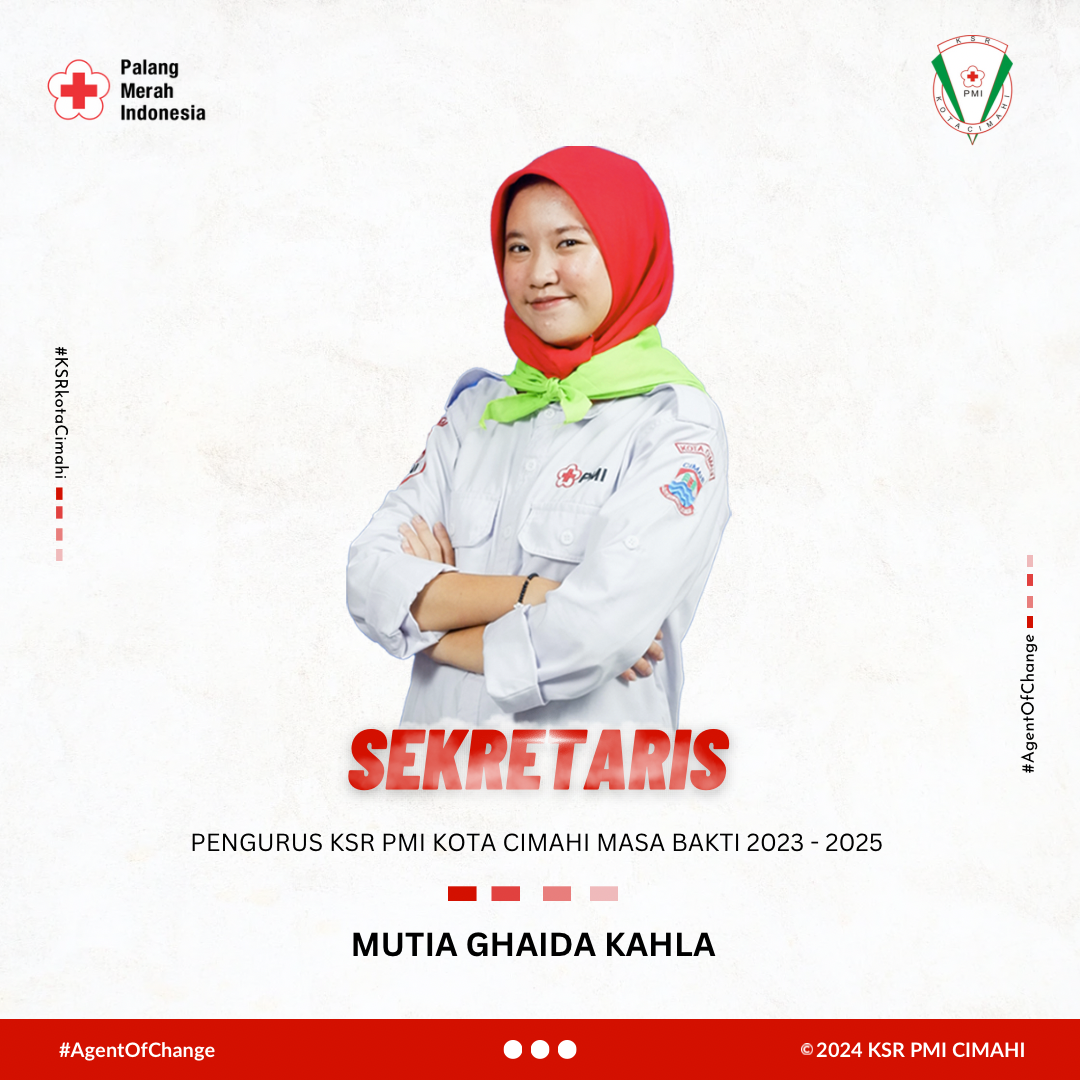 Palang
Merah
Indonesia
KSR
PMI
KOTA CIMAHI
#KSRkotaCimahi
PMI
KOTA CIMAHI
CIMAHI
#AgentOfChange
SEKRETARIS
PENGURUS KSR PMI KOTA CIMAHI MASA BAKTI 2023 - 2025
MUTIA GHAIDA KAHLA
#AgentOfChange
© 2024 KSR PMI CIMAHI